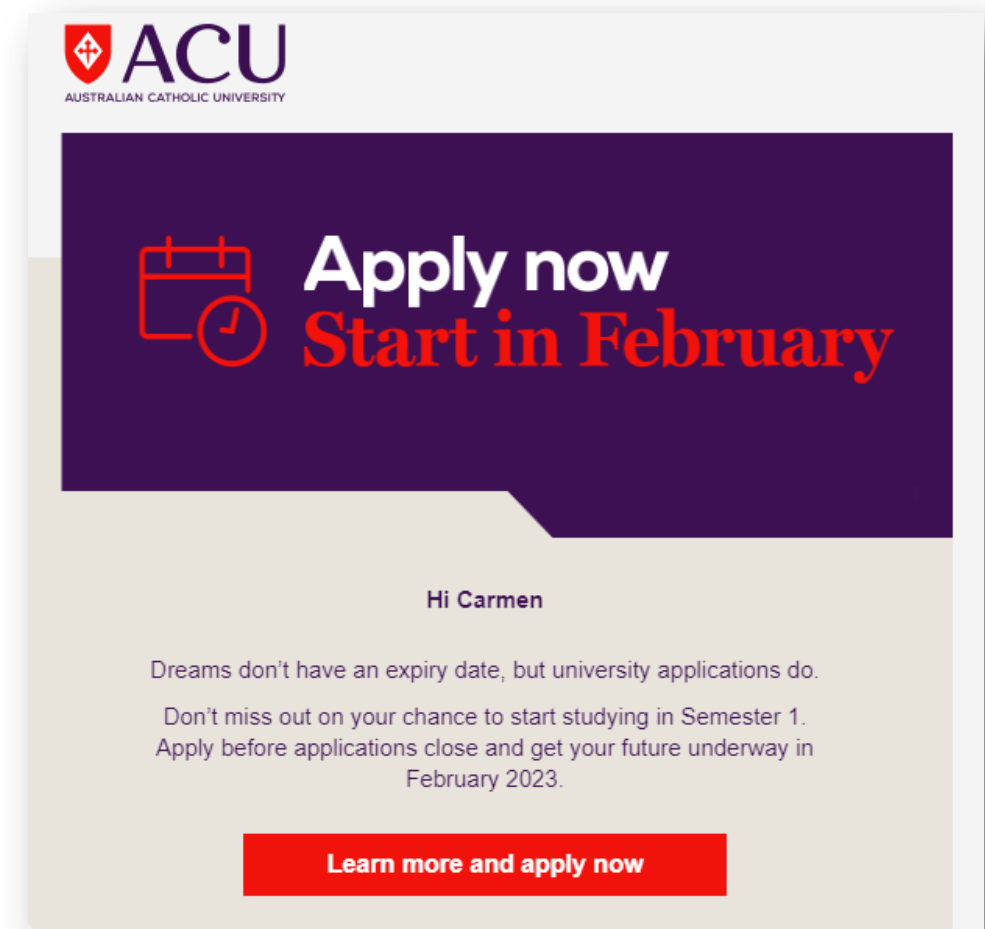 ACU
AUSTRALIAN CATHOLIC UNIVERSITY
Apply now
Start in February
Hi Carmen
Dreams don’t have an expiry date, but university applications do.
Don’t miss out on your chance to start studying in Semester 1.
Apply before applications close and get your future underway in
February 2023.
Learn more and apply now